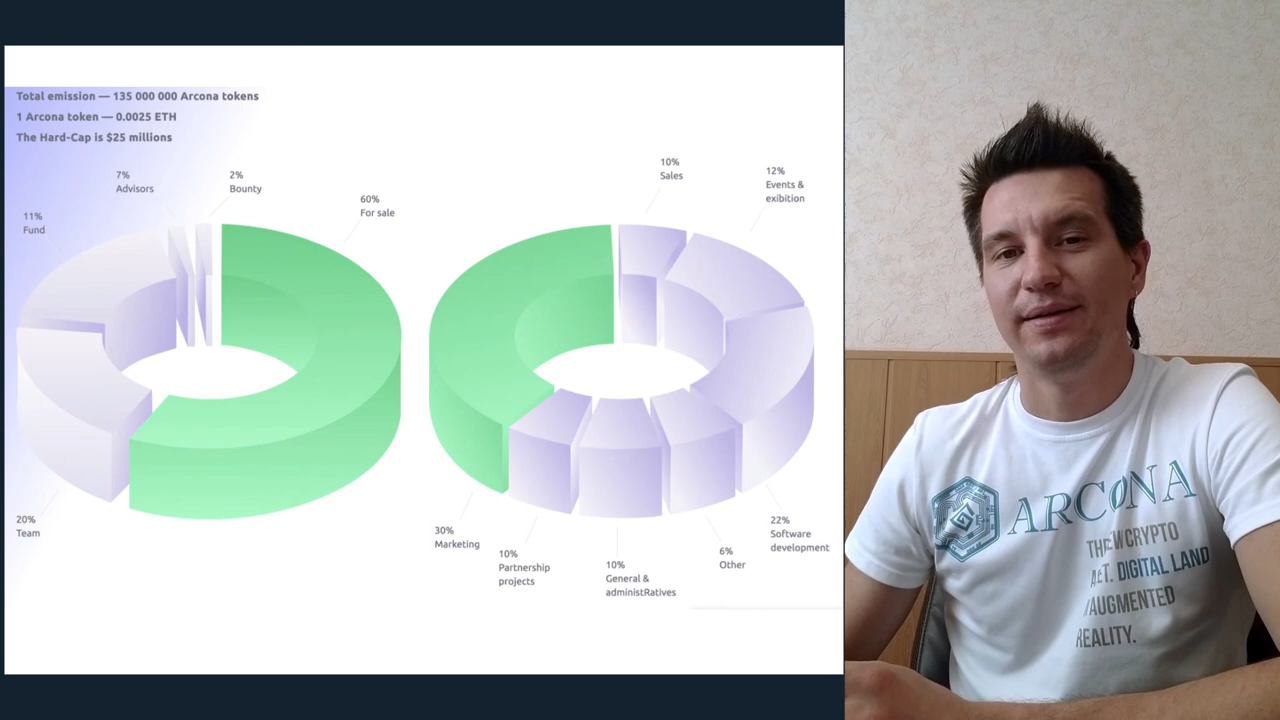 Total emission — 135 000 000 Arcona tokens
1 Arcona token — 0.0025 ETH
The Hard-Cap is $25 millions
7%
Advisors
2%
Bounty
60%
For sale
11%
Fund
20%
Team
10%
Sales
12%
Events &
exibition
30%
Marketing
10%
Partnership
projects
10%
General &
administRatives
6%
Other
22%
Software
development
ARCONA
DIGITAL LAND
AUGMENTED
REALITY.